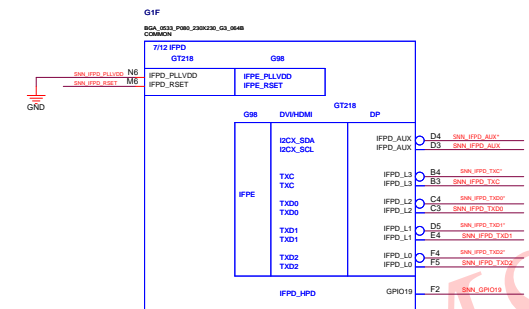 G1F
BGA_0533_P080_230X230_G3_064B
COMMON
7/12 IFPD
GT218 G98
SNN_IFPD_PLLVDD N6 IFPD_PLLVDD IFPE_PLLVDD
SNN_IFPD_RSET M6 IFPD_RSET IFPE_RSET
GND
GT218
G98 DVI/HDMI DP
I2CX_SDA IFPD_AUX D4 SNN_IFPD_AUX*
I2CX_SCL IFPD_AUX D3 SNN_IFPD_AUX
TXC IFPD_L3 B4 SNN_IFPD_TXC*
TXC IFPD_L3 B3 SNN_IFPD_TXC
IFPE
TXD0 IFPD_L2 C4 SNN_IFPD_TXD0*
TXD0 IFPD_L2 C3 SNN_IFPD_TXD0
TXD1 IFPD_L1 D5 SNN_IFPD_TXD1*
TXD1 IFPD_L1 E4 SNN_IFPD_TXD1
TXD2 IFPD_L0 F4 SNN_IFPD_TXD2*
TXD2 IFPD_L0 F5 SNN_IFPD_TXD2
IFPD_HPD GPIO19 F2 SNN_GPIO19